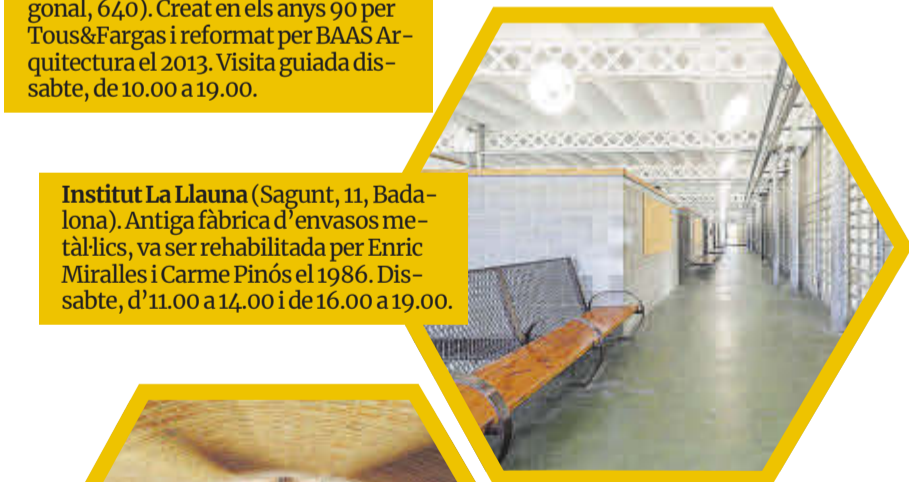 gonal, 640). Creat en els anys 90 per
Tous&Fargas i reformat per BAAS Ar-
quitectura el 2013. Visita guiada dis-
sabte, de 10.00 a 19.00.
Institut La Llauna (Sagunt, 11, Bada-
lona). Antiga fàbrica d'envasos me-
tàl·lics, va ser rehabilitada per Enric
Miralles i Carme Pinós el 1986. Dis-
sabte, d'11.00 a 14.00 i de 16.00 a 19.00.